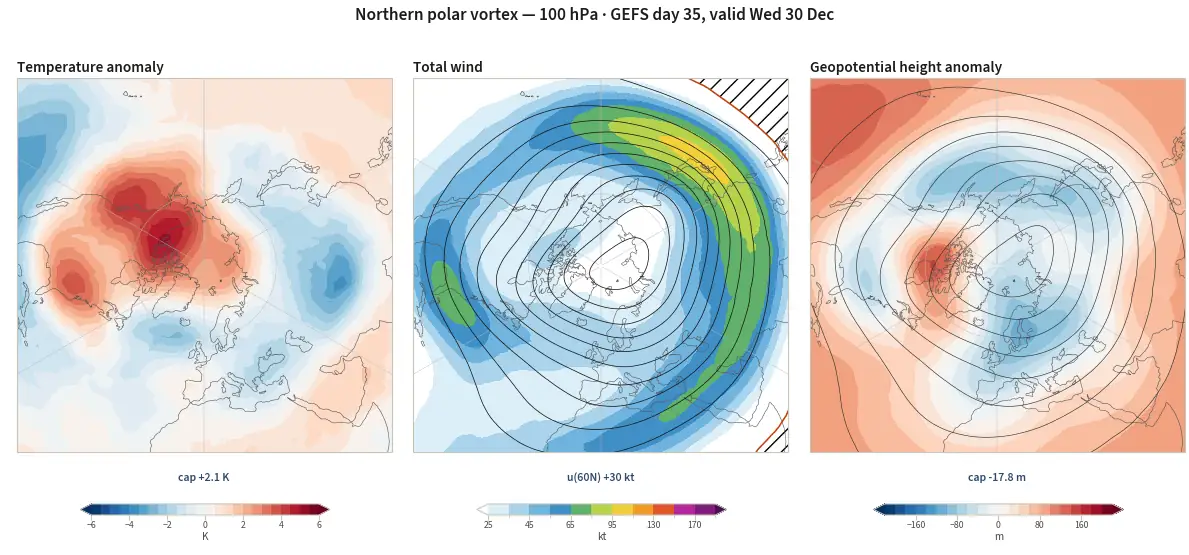 Northern polar vortex — 100 hPa · GEFS day 35, valid Wed 30 Dec
Temperature anomaly
Total wind
Geopotential height anomaly
cap +2.1 K
u(60N) +30 kt
cap -17.8 m
−6 −4 −2 0 2 4 6
K
25 45 65 95 130 170
kt
−160 −80 0 80 160
m